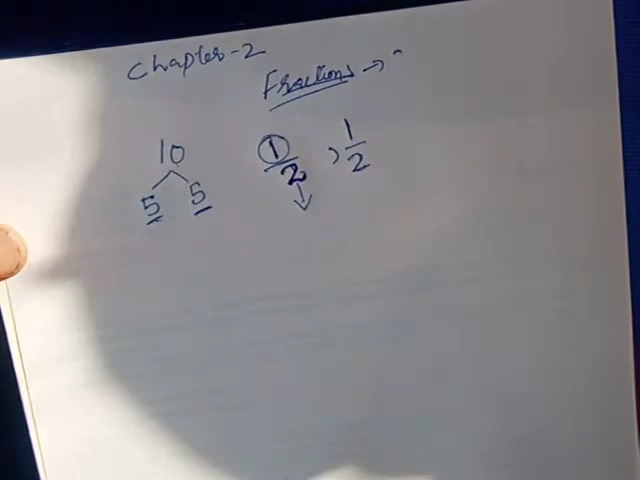 Chapter-2
Fractions →
10 1/2 , 1/2
5 5